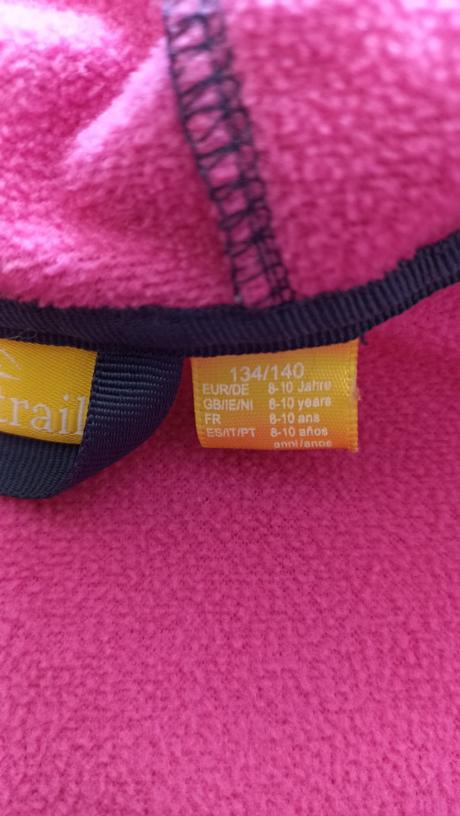 trail
134/140
EUR/DE 8-10 Jahre
GB/IE/NI 8-10 years
FR 8-10 ans
ES/IT/PT 8-10 años
anni/anos